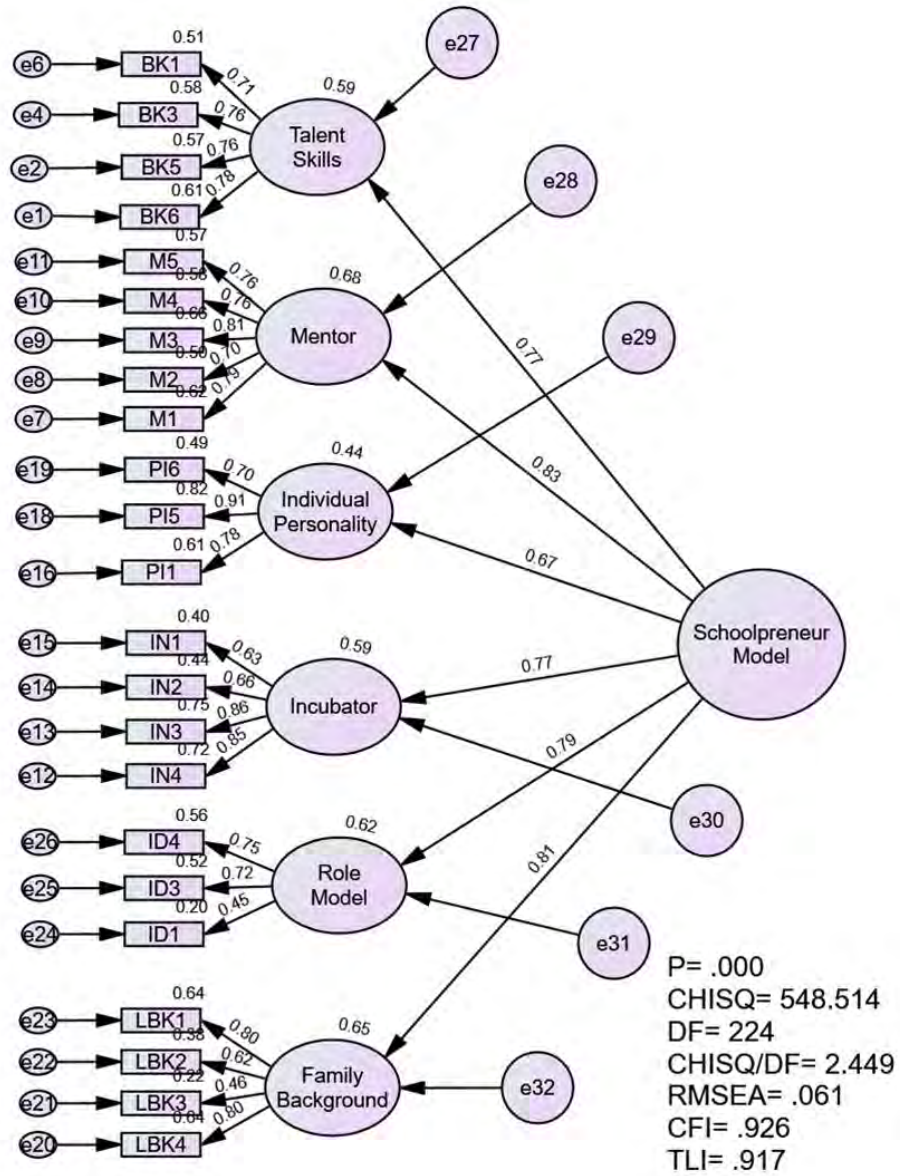 0.51
e6 BK1 0.71
e27
0.58
e4 BK3 0.76
0.59
Talent
Skills
0.57
e2 BK5 0.76
0.61
e1 BK6 0.78
e28
0.57
e11 M5 0.76
0.58
e10 M4 0.76
0.68
Mentor
0.66
e9 M3 0.81
0.50
e8 M2 0.70
0.62
e7 M1 0.79
e29
0.77
0.83
0.49
e19 PI6 0.70
0.44
Individual
Personality
0.82
e18 PI5 0.91
0.61
e16 PI1 0.78
0.67
Schoolpreneur
Model
0.40
e15 IN1 0.63
0.59
Incubator
0.44
e14 IN2 0.66
0.75
e13 IN3 0.86
0.72
e12 IN4 0.85
0.77
0.79
e30
0.56
e26 ID4 0.75
0.62
Role
Model
0.52
e25 ID3 0.72
0.20
e24 ID1 0.45
0.81
e31
0.64
e23 LBK1 0.80
0.65
Family
Background
0.38
e22 LBK2 0.62
0.22
e21 LBK3 0.46
0.64
e20 LBK4 0.80
e32
P= .000
CHISQ= 548.514
DF= 224
CHISQ/DF= 2.449
RMSEA= .061
CFI= .926
TLI= .917